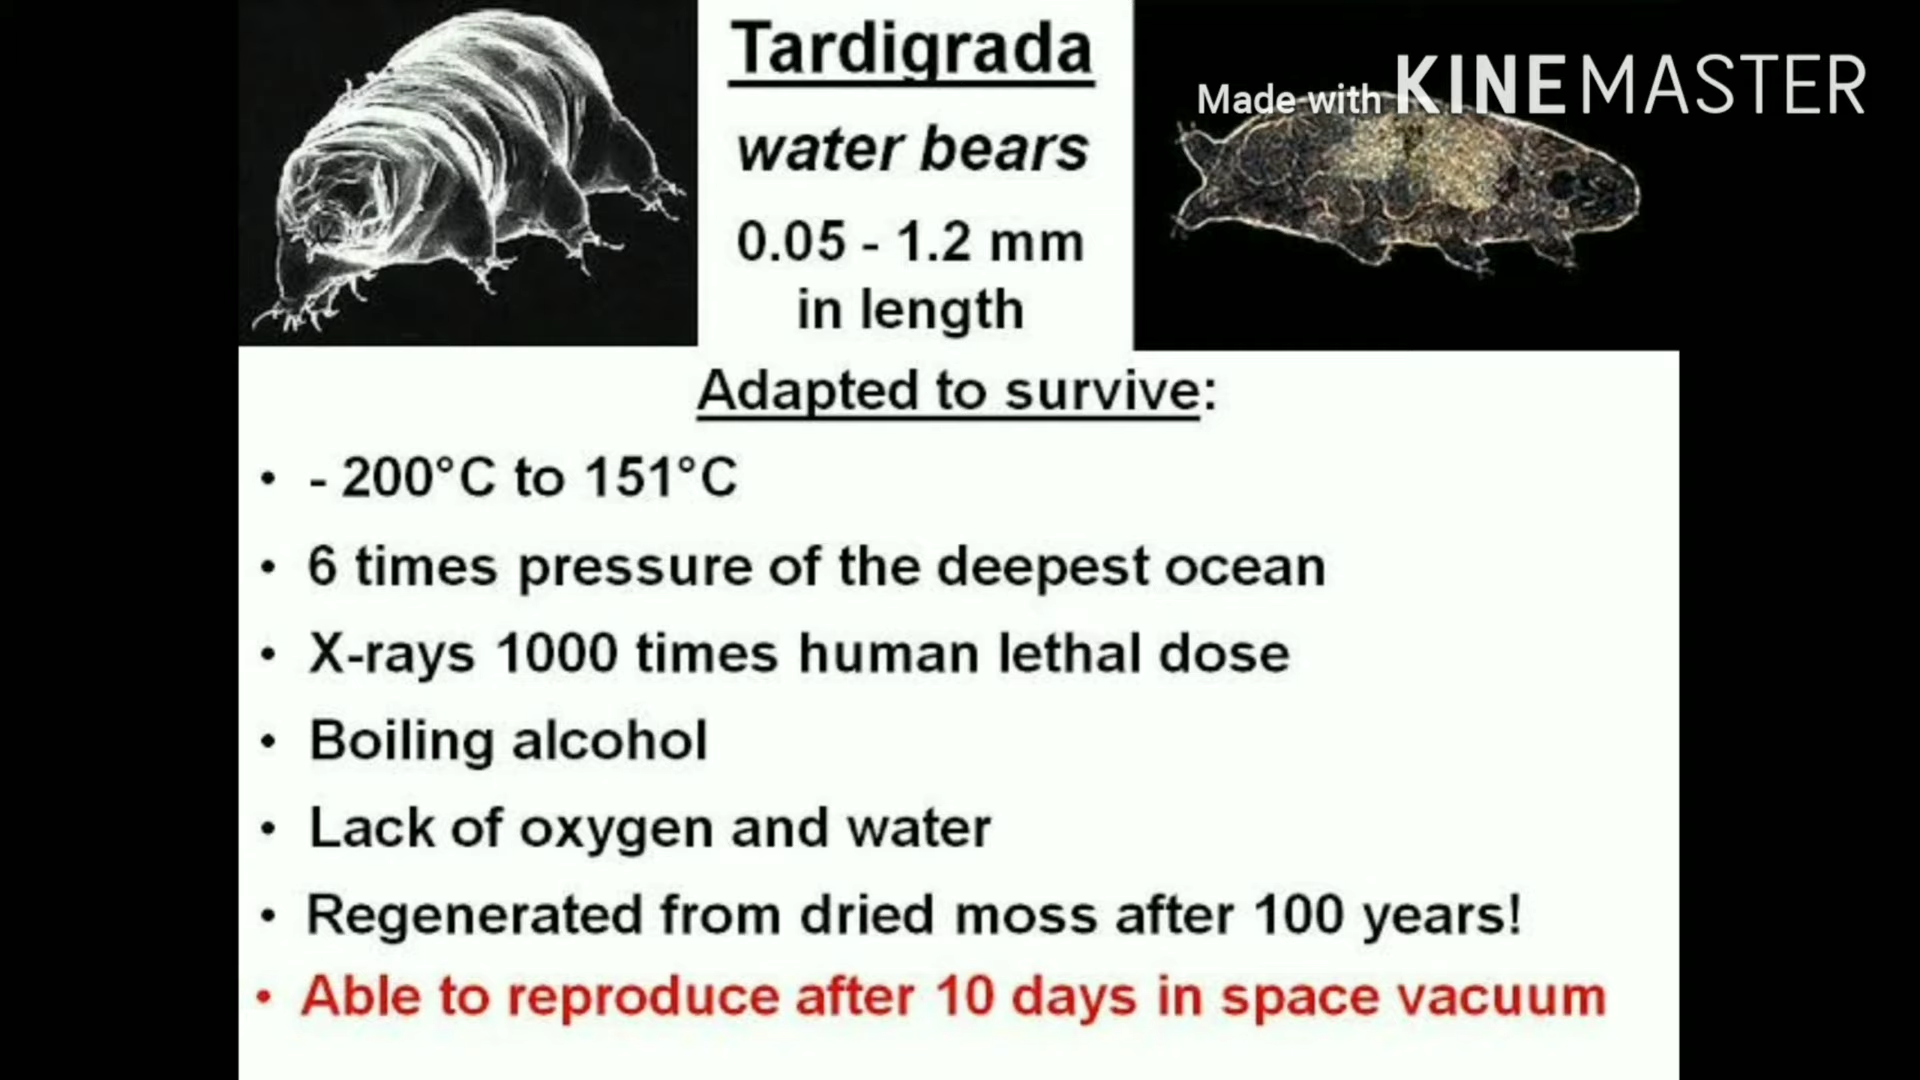 Tardigrada
water bears
0.05 - 1.2 mm
in length
Made with KINEMASTER
Adapted to survive:
• - 200°C to 151°C
• 6 times pressure of the deepest ocean
• X-rays 1000 times human lethal dose
• Boiling alcohol
• Lack of oxygen and water
• Regenerated from dried moss after 100 years!
• Able to reproduce after 10 days in space vacuum